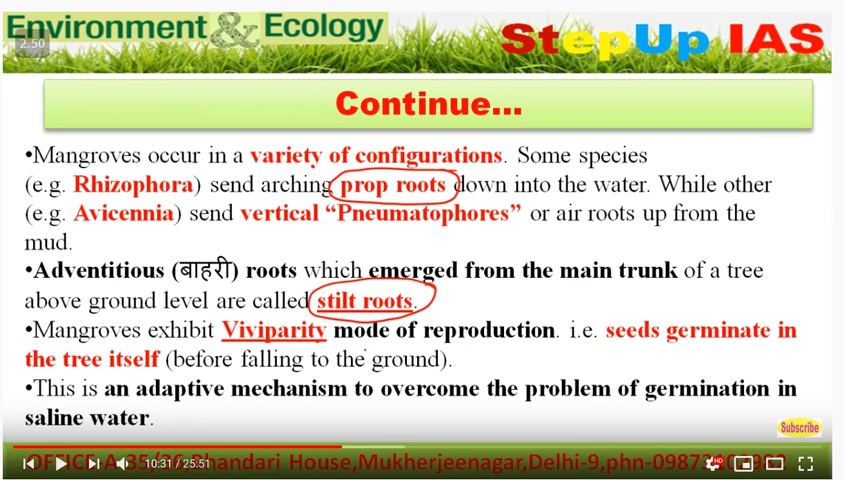 Environment & Ecology
StepUp IAS
2.50
Continue...
•Mangroves occur in a variety of configurations. Some species
(e.g. Rhizophora) send arching prop roots down into the water. While other
(e.g. Avicennia) send vertical “Pneumatophores” or air roots up from the
mud.
•Adventitious (बाहरी) roots which emerged from the main trunk of a tree
above ground level are called stilt roots.
•Mangroves exhibit Viviparity mode of reproduction. i.e. seeds germinate in
the tree itself (before falling to the ground).
•This is an adaptive mechanism to overcome the problem of germination in
saline water.
Subscribe
OFFICE-A-35/36,Bhandari House,Mukherjeenagar,Delhi-9,phn-
10:31 / 25:51
HD